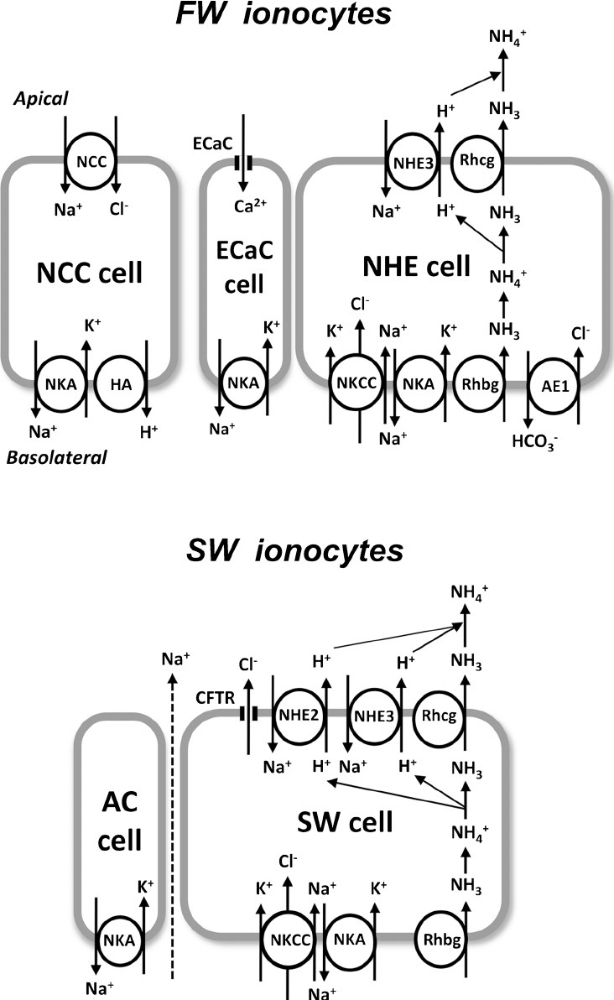 FW ionocytes
NH₄⁺
Apical
H⁺ NH₃
ECaC
NCC NHE3 Rhcg
Na⁺ Cl⁻ Ca²⁺ Na⁺ H⁺ NH₃
ECaC
cell
NCC cell NHE cell NH₄⁺
Cl⁻
K⁺ K⁺ K⁺ Na⁺ K⁺ NH₃ Cl⁻
NKA HA NKA NKCC NKA Rhbg AE1
Na⁺ H⁺ Na⁺ Na⁺ HCO₃⁻
Basolateral
SW ionocytes
NH₄⁺
Na⁺ Cl⁻ H⁺ H⁺ NH₃
CFTR
NHE2 NHE3 Rhcg
Na⁺ H⁺ Na⁺ H⁺ NH₃
AC
cell
SW cell NH₄⁺
Cl⁻
K⁺ K⁺ Na⁺ K⁺ NH₃
NKA NKCC NKA Rhbg
Na⁺ Na⁺